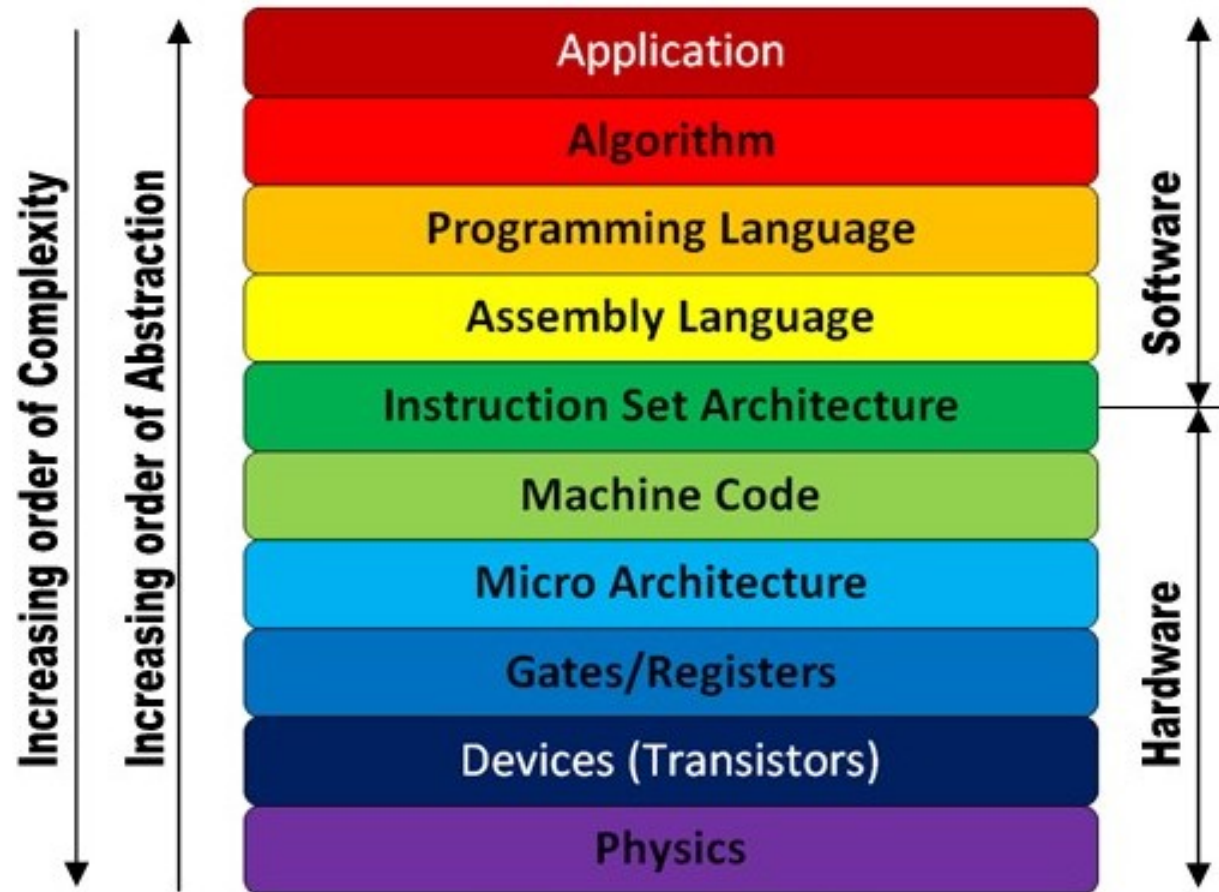 Increasing order of Complexity
Increasing order of Abstraction
Application
Algorithm
Programming Language
Assembly Language
Instruction Set Architecture
Machine Code
Micro Architecture
Gates/Registers
Devices (Transistors)
Physics
Software
Hardware